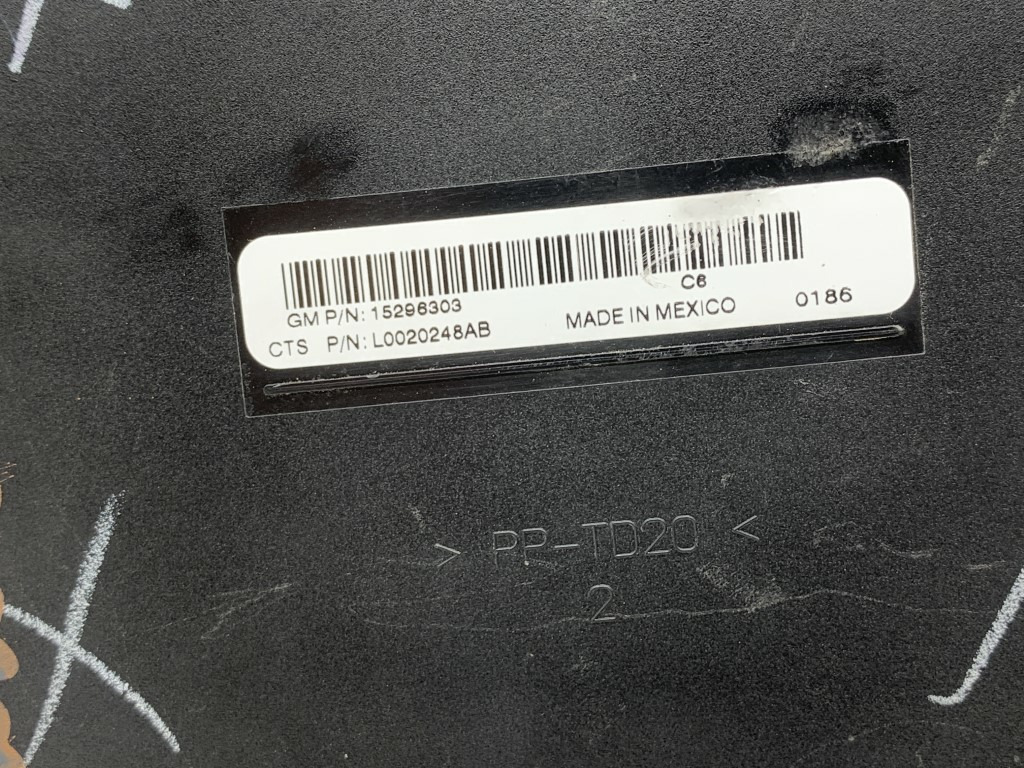 C6
GM P/N: 15296303
CTS P/N: L0020248AB MADE IN MEXICO 0186
> PP-TD20 <
2
X